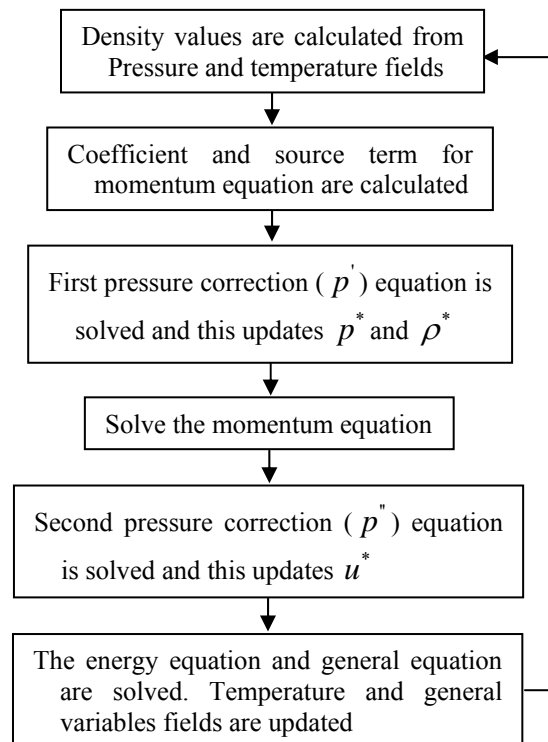 Density values are calculated from
Pressure and temperature fields
Coefficient and source term for
momentum equation are calculated
First pressure correction ( p' ) equation is
solved and this updates p* and ρ*
Solve the momentum equation
Second pressure correction ( p" ) equation
is solved and this updates u*
The energy equation and general equation
are solved. Temperature and general
variables fields are updated